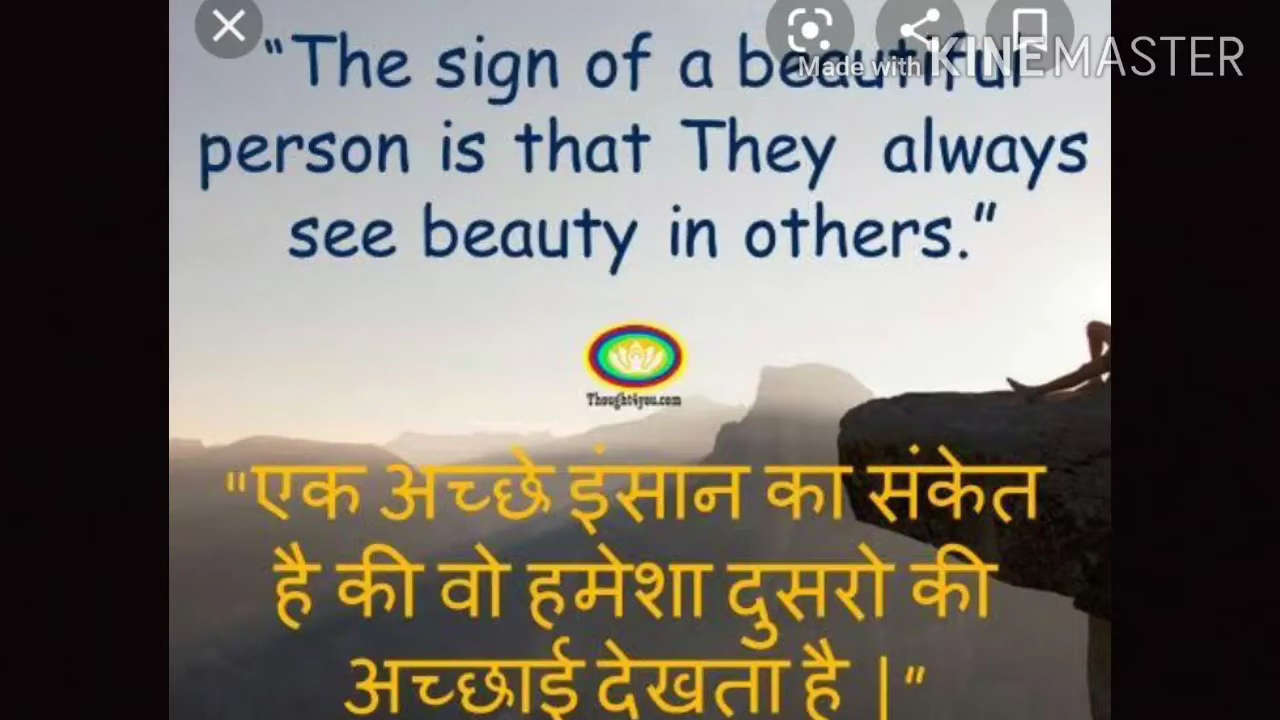 Made with KINEMASTER
“The sign of a beautiful
person is that They always
see beauty in others.”
Thought4you.com
"एक अच्छे इंसान का संकेत
है की वो हमेशा दुसरो की
अच्छाई देखता है |”